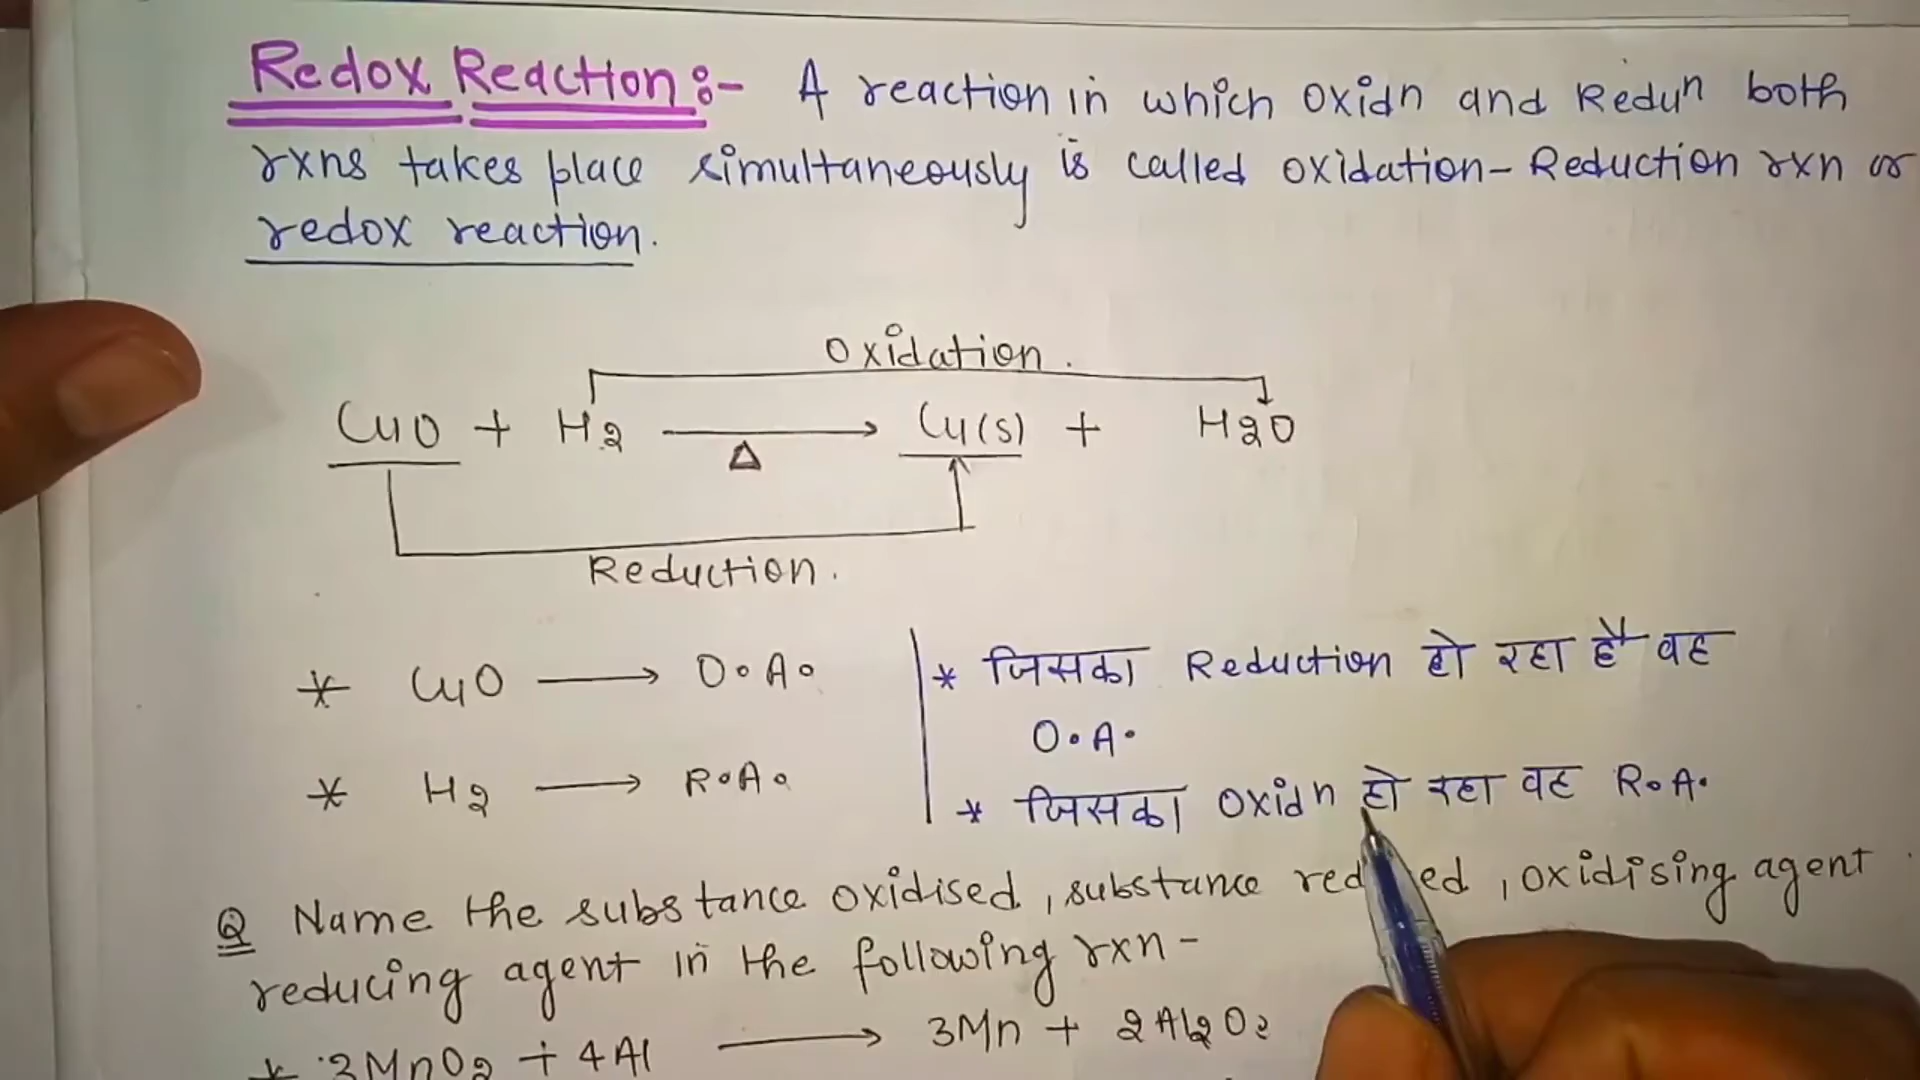 Redox Reaction:- A reaction in which oxidn and Redun both
rxns takes place simultaneously is called oxidation-Reduction rxn or
redox reaction.
Oxidation.
CuO + H2 ⟶ Cu(s) + H2O
Δ
Reduction.
* CuO ⟶ O.A.
* H2 ⟶ R.A.
* जिसका Reduction हो रहा है वह
O.A.
* जिसका oxidn हो रहा वह R.A.
Q Name the substance oxidised, substance oxidising agent
reducing agent in the following rxn-
* 3MnO2 + 4Al ⟶ 3Mn + 2Al2O3